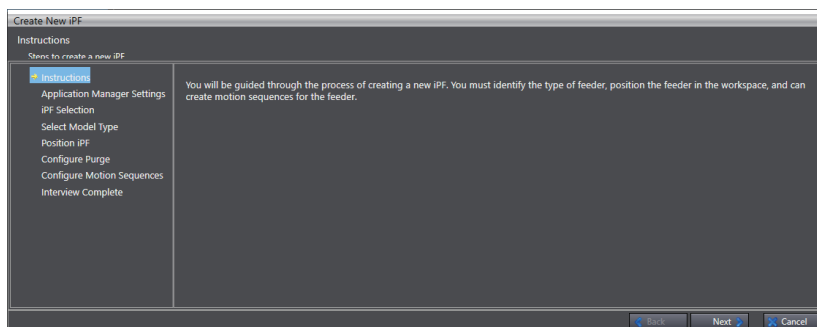 Create New iPF
Instructions
Steps to create a new iPF
Instructions
Application Manager Settings
iPF Selection
Select Model Type
Position iPF
Configure Purge
Configure Motion Sequences
Interview Complete
You will be guided through the process of creating a new iPF. You must identify the type of feeder, position the feeder in the workspace, and can
create motion sequences for the feeder.
Back Next Cancel